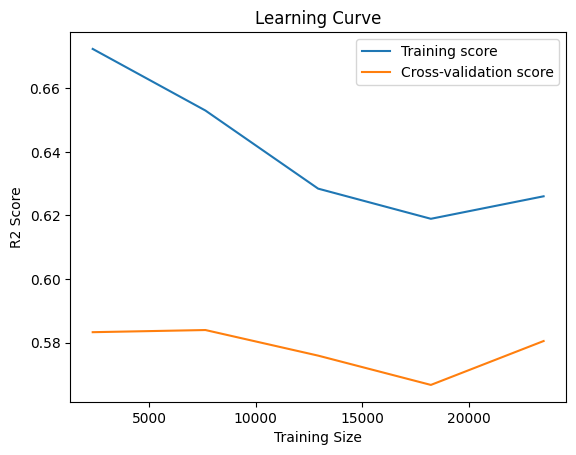 Learning Curve
Training score
Cross-validation score
0.66
0.64
0.62
0.60
0.58
R2 Score
5000
10000
15000
20000
Training Size